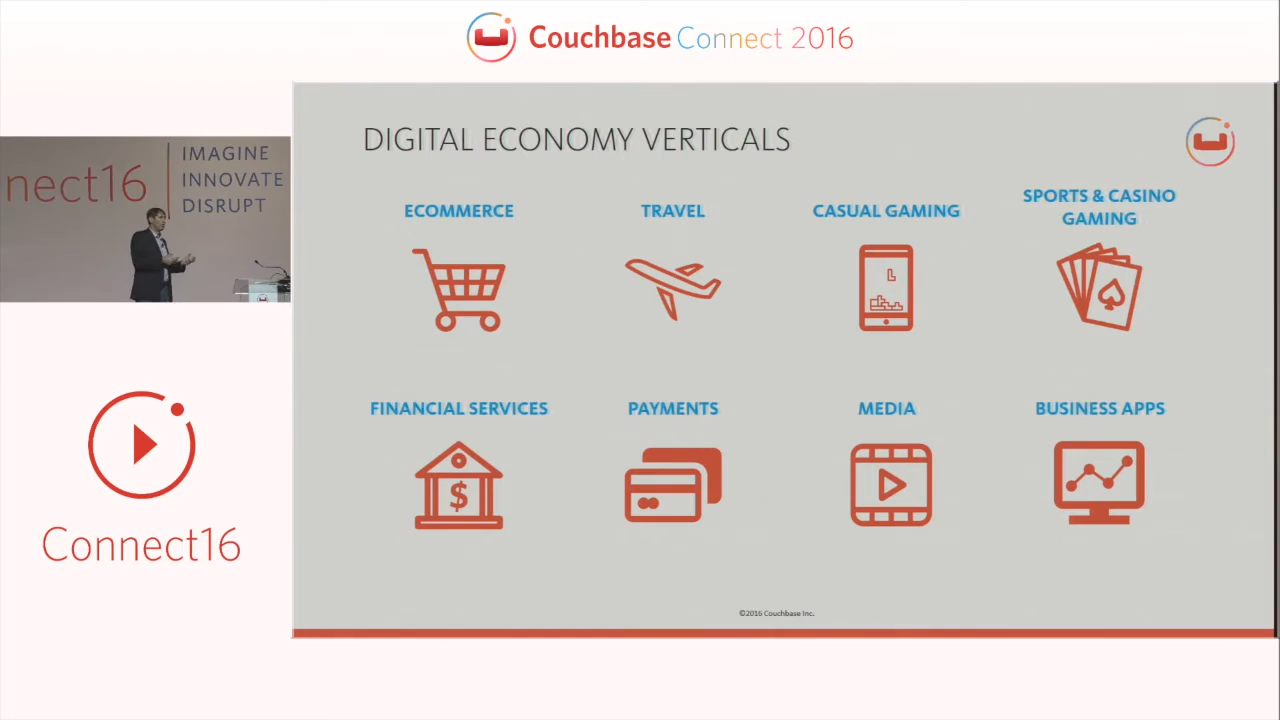 Couchbase Connect 2016
nect16
IMAGINE
INNOVATE
DISRUPT
Connect16
DIGITAL ECONOMY VERTICALS
ECOMMERCE
TRAVEL
CASUAL GAMING
SPORTS & CASINO
GAMING
FINANCIAL SERVICES
$
PAYMENTS
MEDIA
BUSINESS APPS
©2016 Couchbase Inc.